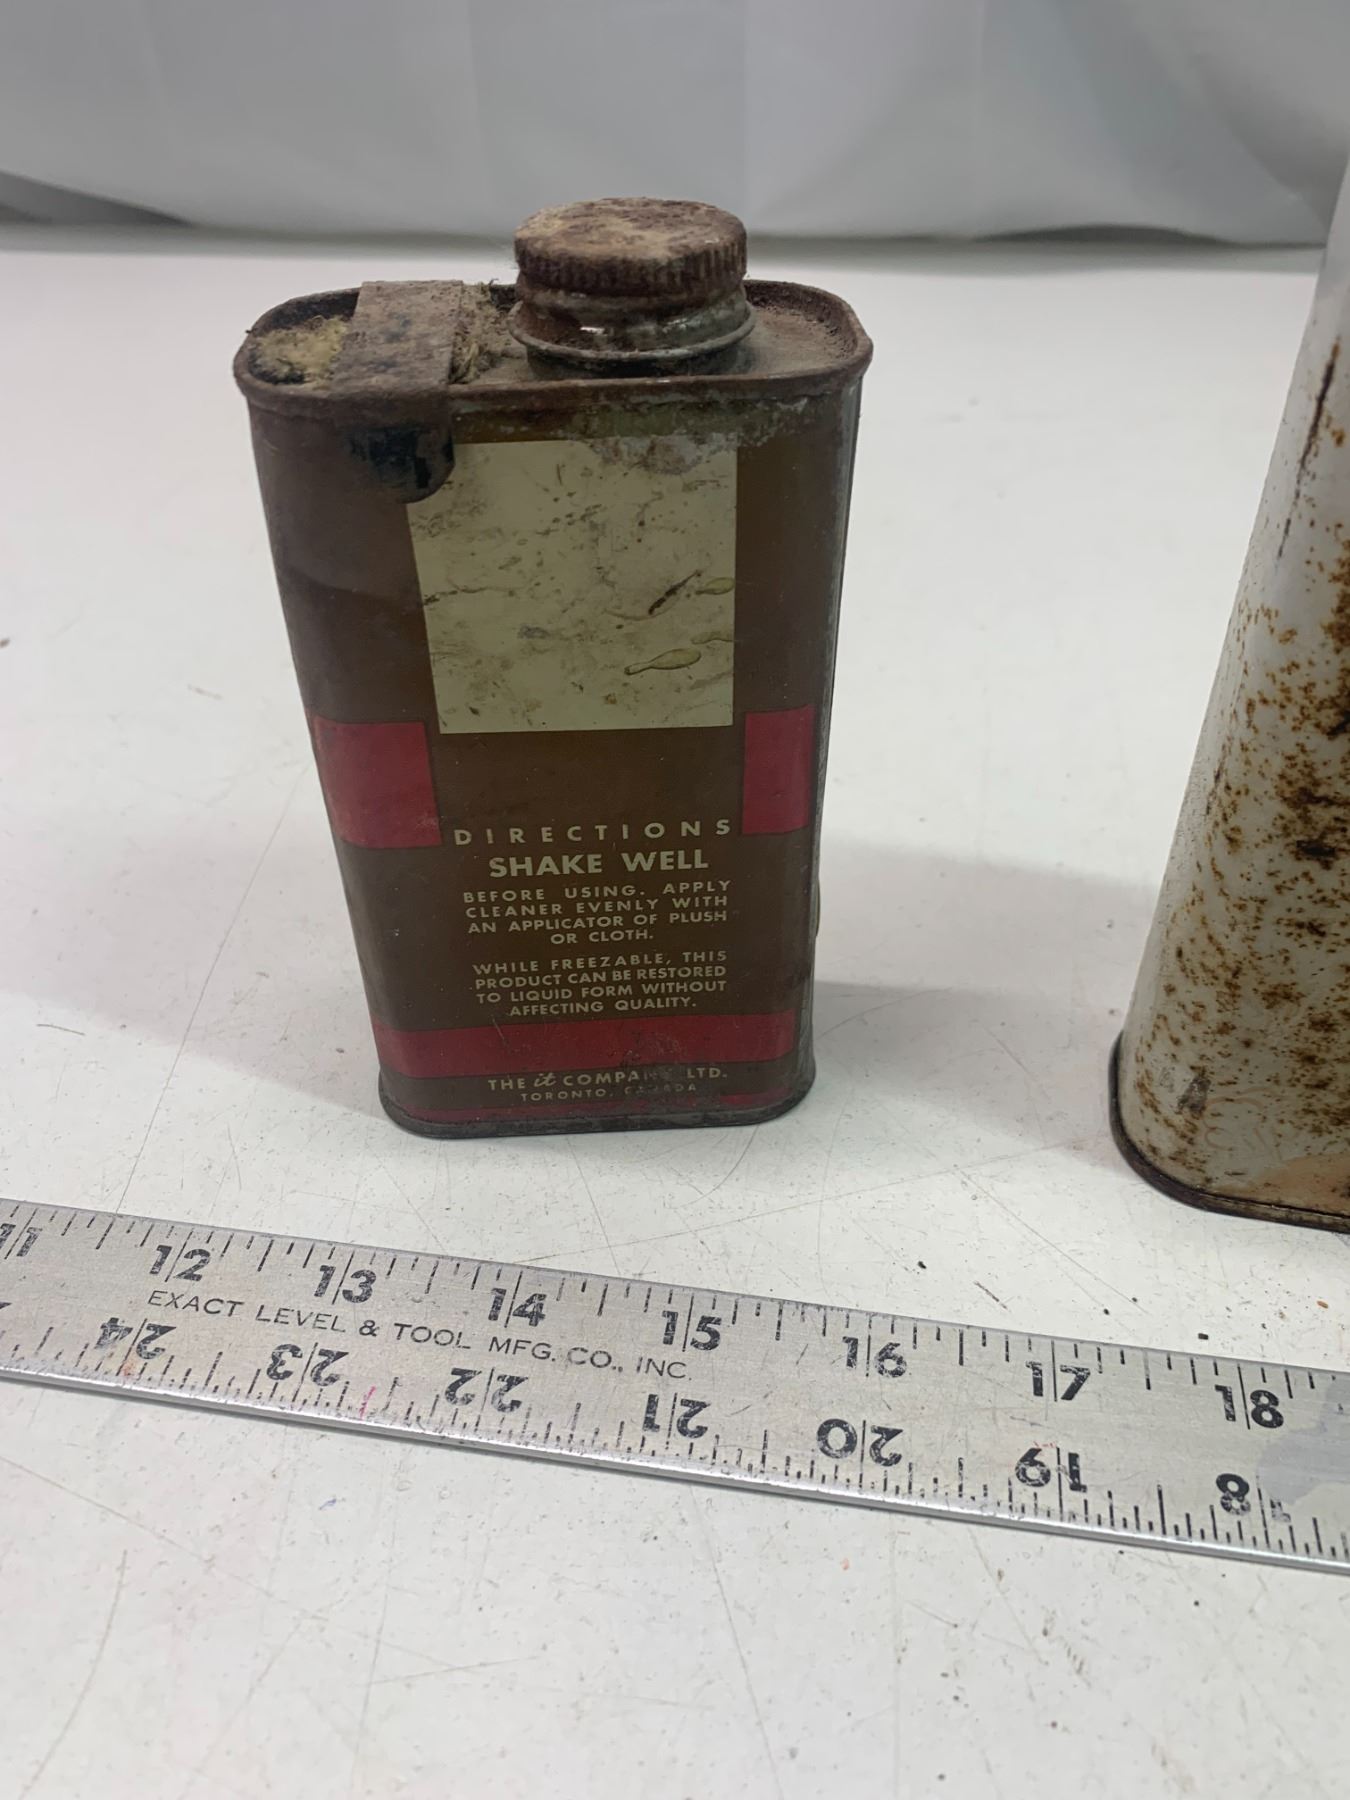 DIRECTIONS
SHAKE WELL
BEFORE USING. APPLY
CLEANER EVENLY WITH
AN APPLICATOR OF PLUSH
OR CLOTH.
WHILE FREEZABLE, THIS
PRODUCT CAN BE RESTORED
TO LIQUID FORM WITHOUT
AFFECTING QUALITY.
THE it COMPANY LTD.
TORONTO, CANADA
11 12 13 14 15 16 17 18
EXACT LEVEL & TOOL MFG. CO., INC.
24 23 22 21 20 19 18